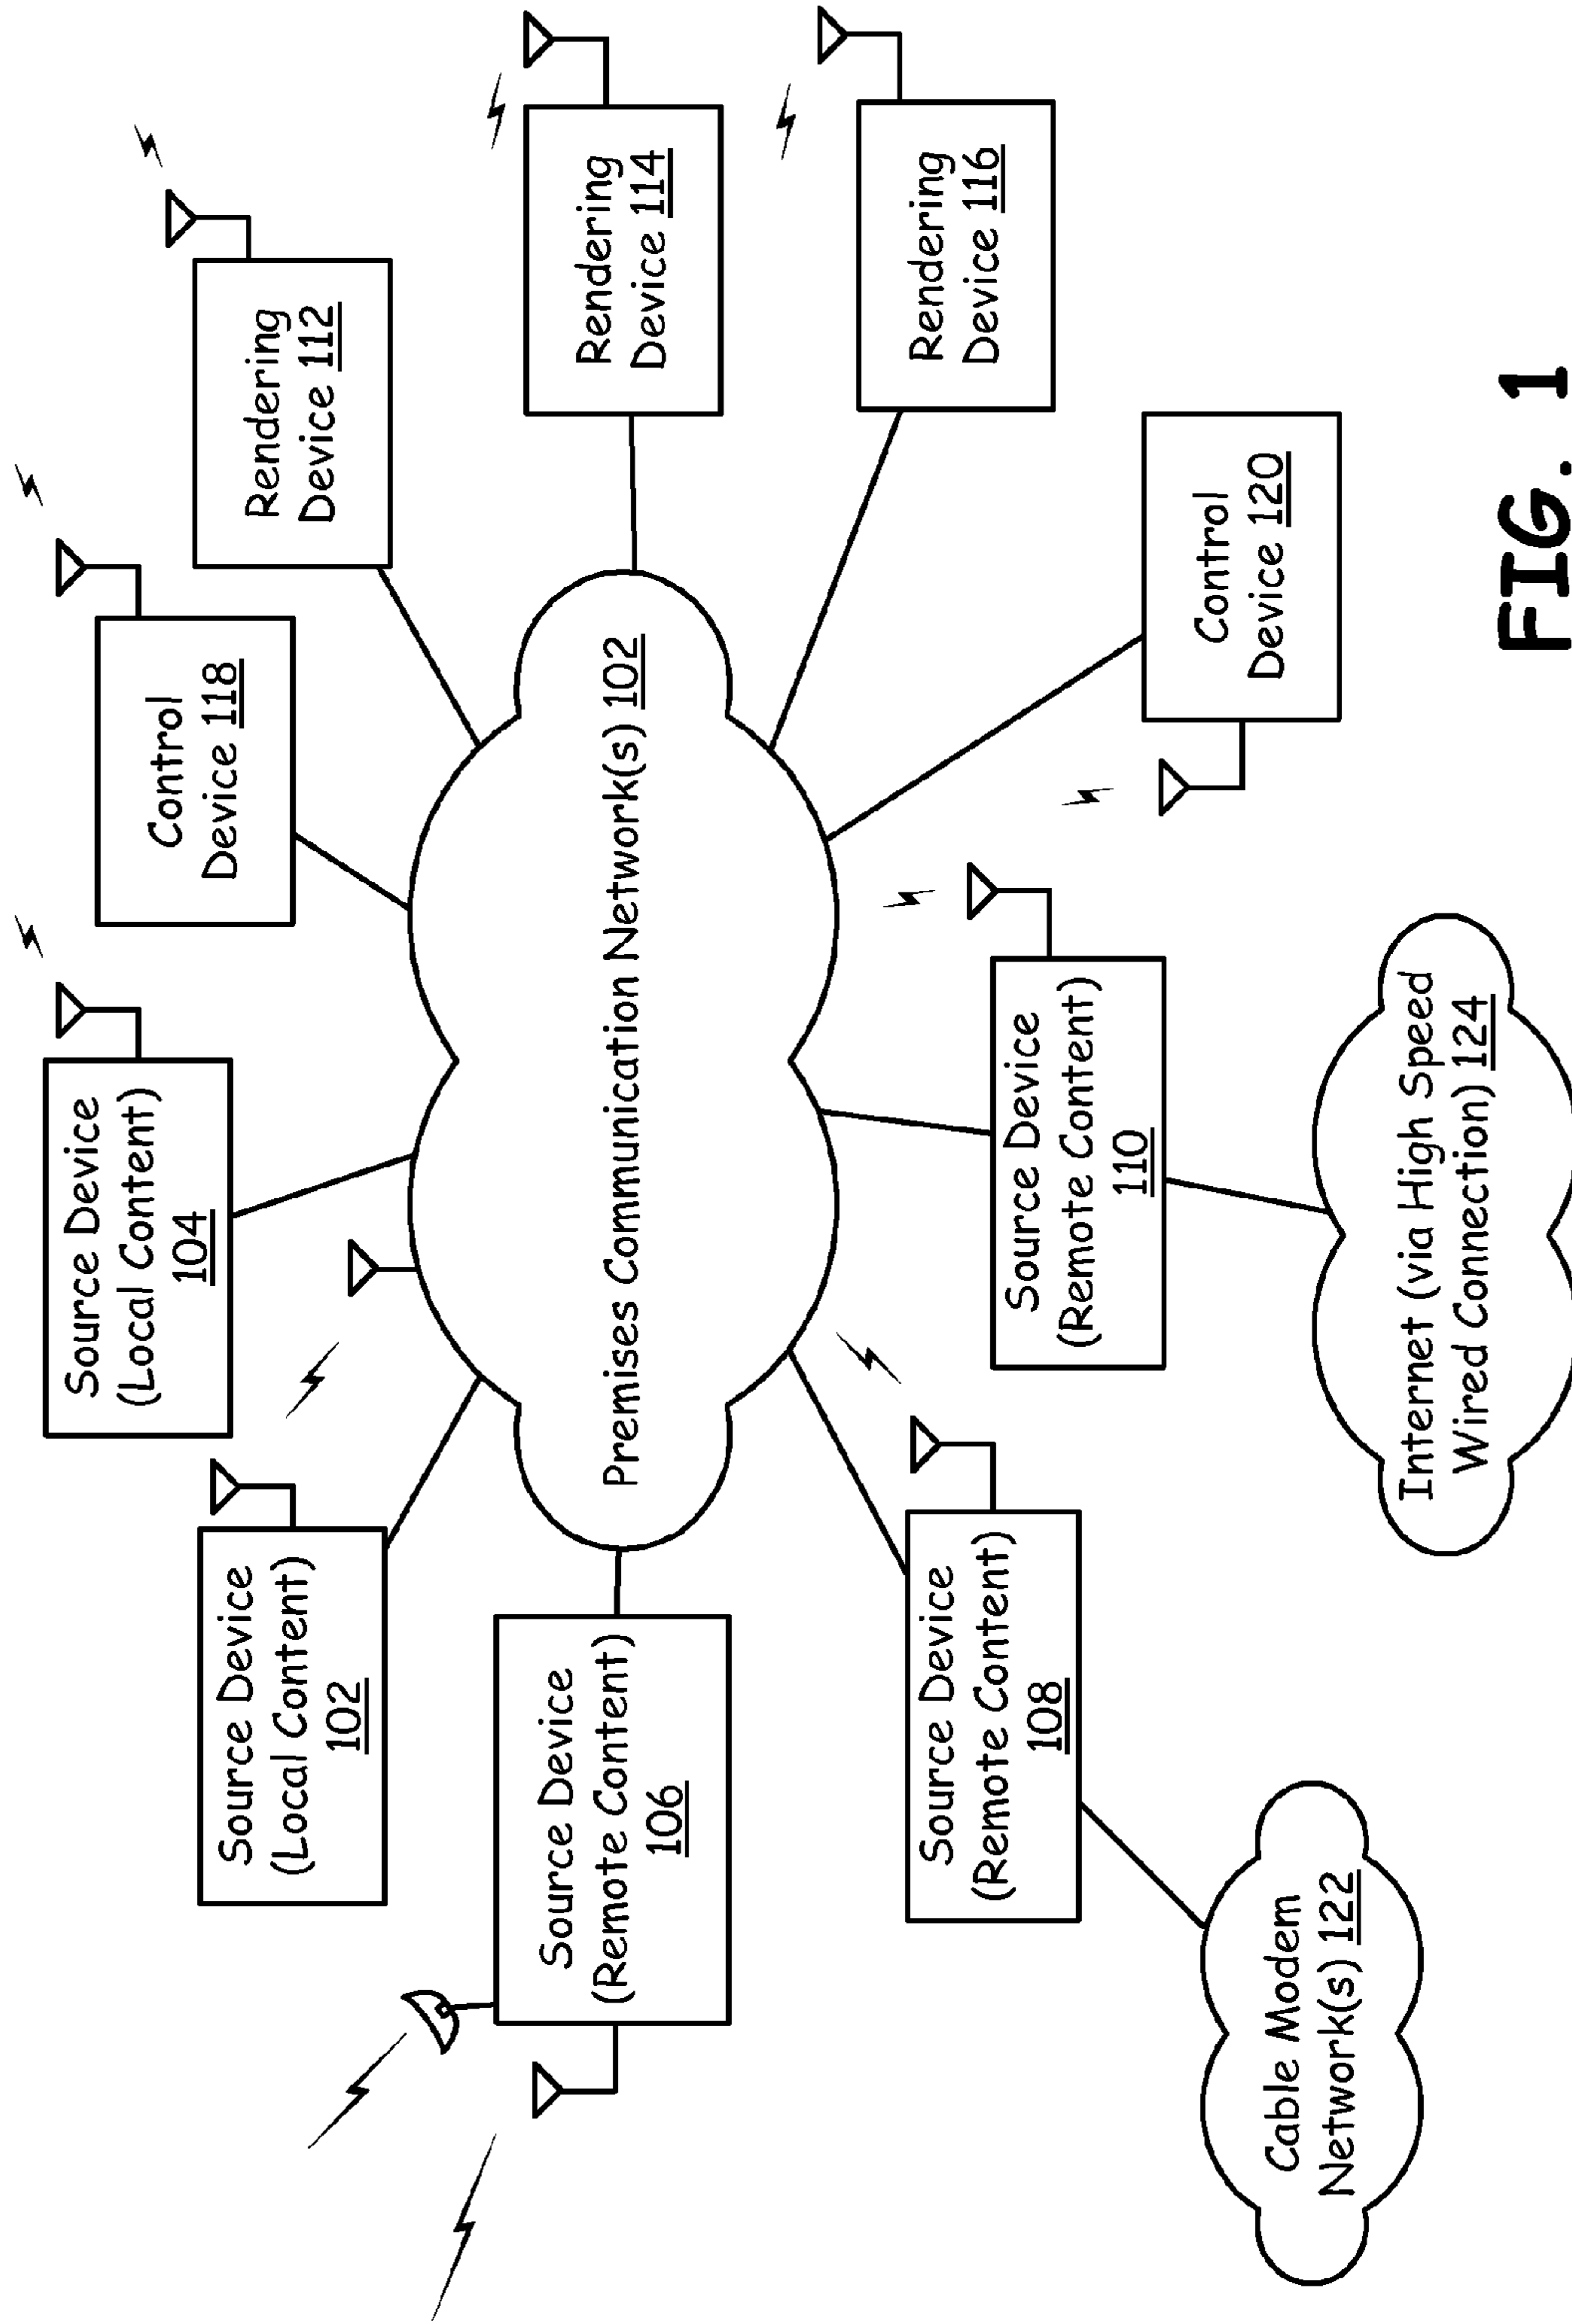 Source Device
(Local Content)
104
Control
Device 118
Rendering
Device 112
Source Device
(Local Content)
102
Source Device
(Remote Content)
106
Premises Communication Network(s) 102
Rendering
Device 114
Rendering
Device 116
Source Device
(Remote Content)
108
Source Device
(Remote Content)
110
Control
Device 120
Cable Modem
Network(s) 122
Internet (via High Speed
Wired Connection) 124
FIG. 1